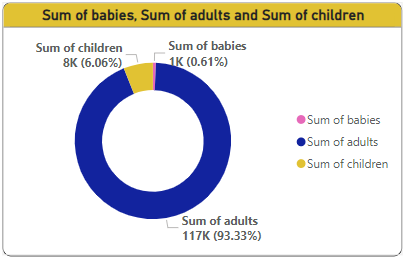 Sum of babies, Sum of adults and Sum of children
Sum of children
8K (6.06%)
Sum of babies
1K (0.61%)
Sum of babies
Sum of adults
Sum of children
Sum of adults
117K (93.33%)